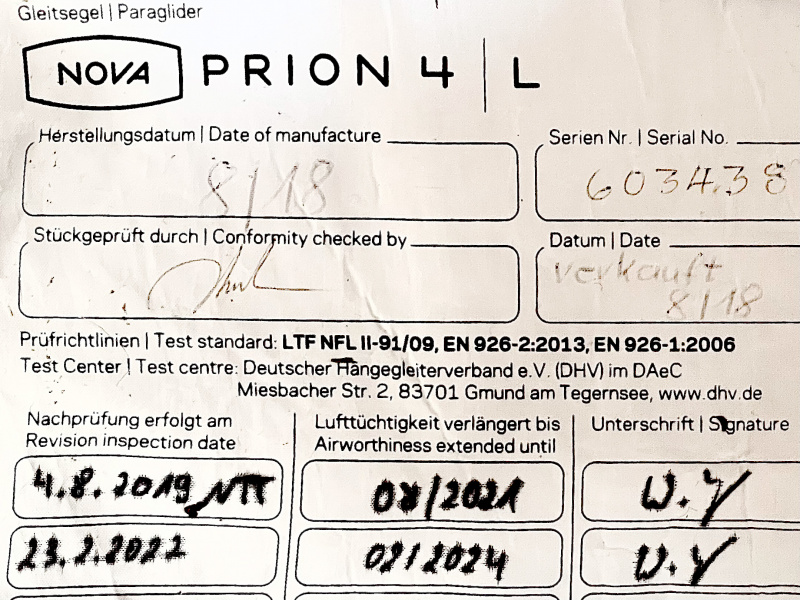 Gleitsegel | Paraglider
NOVA PRION 4 | L
Herstellungsdatum | Date of manufacture
8/18
Serien Nr. | Serial No.
603438
Stückgeprüft durch | Conformity checked by
Datum | Date
verkauft
8/18
Prüfrichtlinien | Test standard: LTF NFL II-91/09, EN 926-2:2013, EN 926-1:2006
Test Center | Test centre: Deutscher Hängegleiterverband e.V. (DHV) im DAeC
Miesbacher Str. 2, 83701 Gmund am Tegernsee, www.dhv.de
Nachprüfung erfolgt am
Revision inspection date
Lufttüchtigkeit verlängert bis
Airworthiness extended until
Unterschrift | Signature
4.8.2019
08/2021
23.2.2022
02/2024